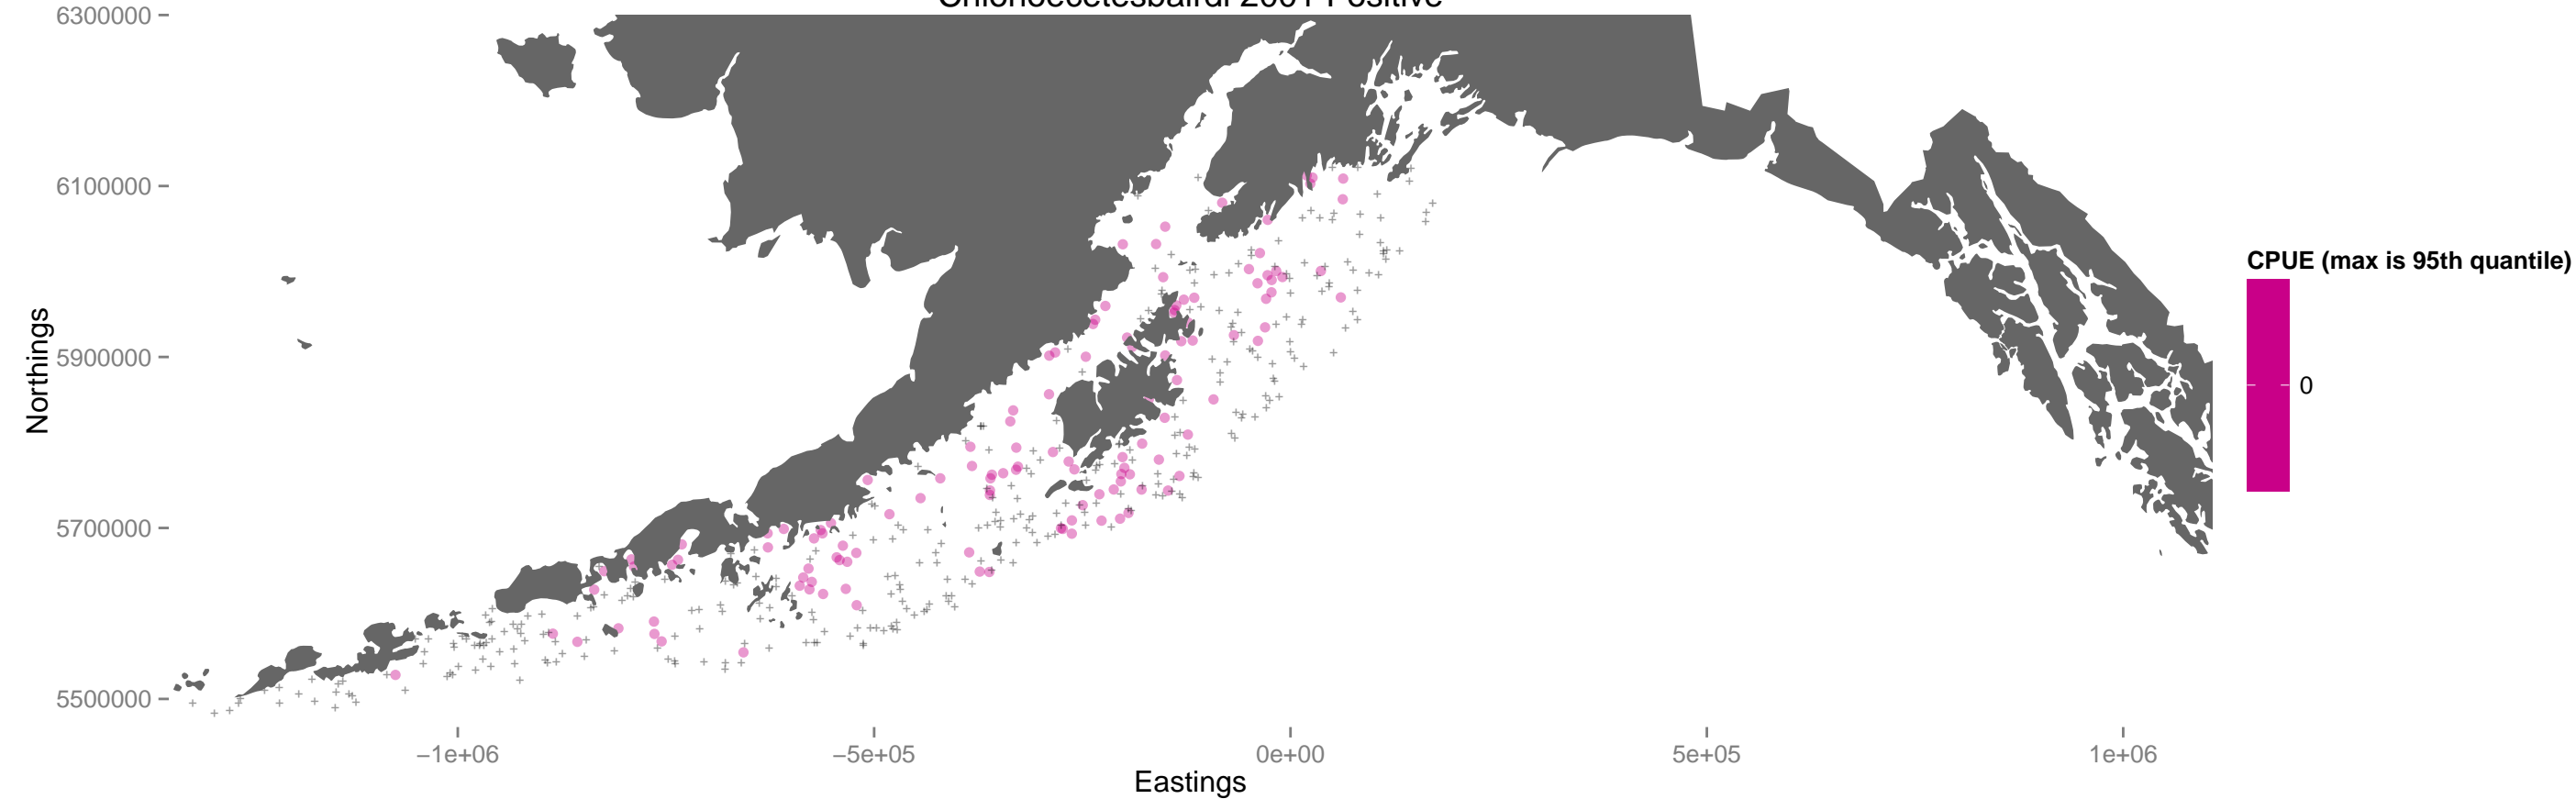 Chionoecetesbairdi 2001 Positive
6300000
6100000
5900000
5700000
5500000
Northings
−1e+06
−5e+05
0e+00
5e+05
1e+06
Eastings
CPUE (max is 95th quantile)
0